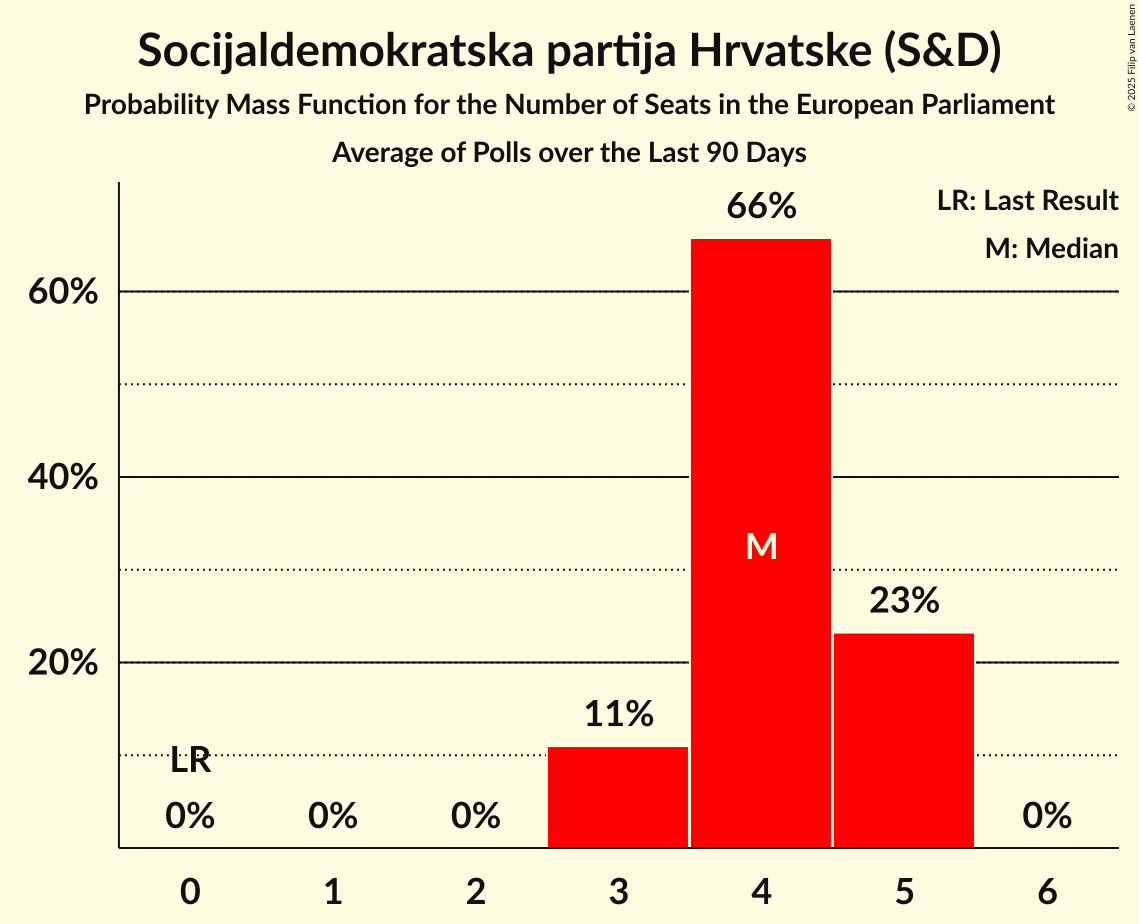 Socijaldemokratska partija Hrvatske (S&D)
Probability Mass Function for the Number of Seats in the European Parliament
Average of Polls over the Last 90 Days
© 2025 Filip van Laenen
LR: Last Result
M: Median
66%
60%
40%
M
23%
20%
11%
LR
0% 0% 0% 0%
0 1 2 3 4 5 6